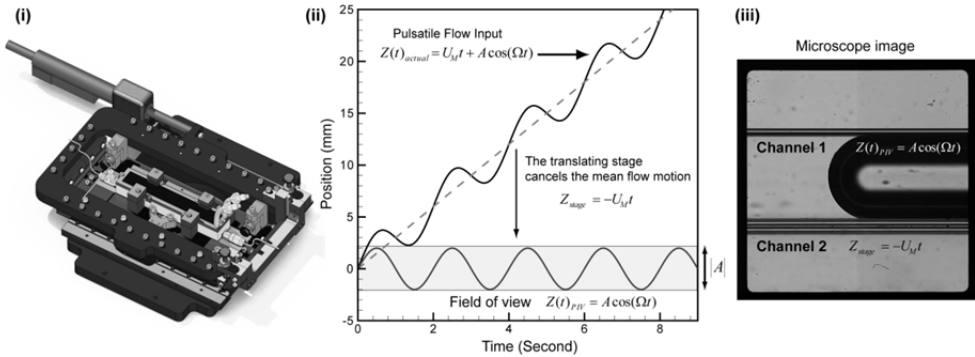 (i)
(ii)
Pulsatile Flow Input
Z(t)actual = UMt + A cos(Ωt)
The translating stage
cancels the mean flow motion
Zstage = −UMt
Field of view Z(t)PIV = A cos(Ωt)
|A|
Position (mm)
25
20
15
10
5
0
-5
0 2 4 6 8
Time (Second)
(iii)
Microscope image
Channel 1 Z(t)PIV = A cos(Ωt)
Channel 2 Zstage = −UMt